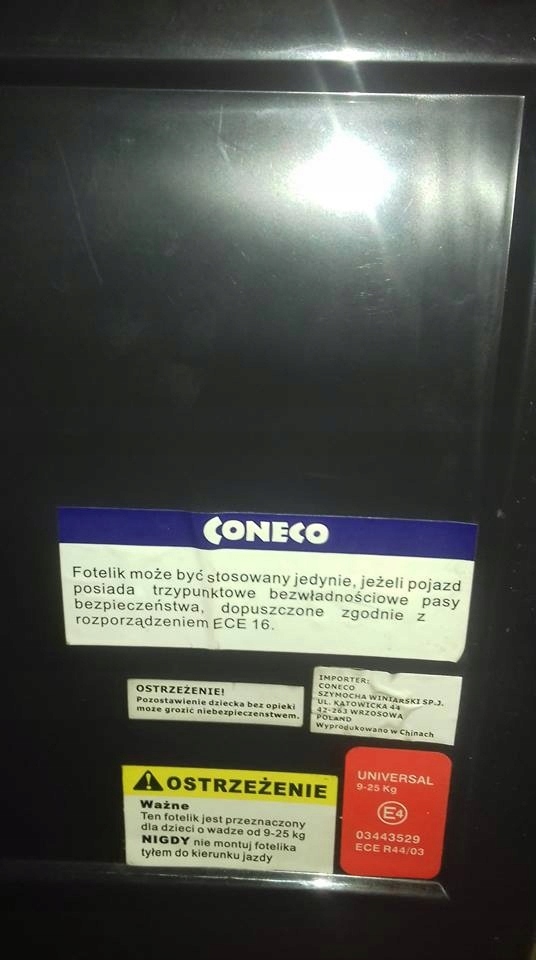 CONECO
Fotelik może być stosowany jedynie, jeżeli pojazd
posiada trzypunktowe bezwładnościowe pasy
bezpieczeństwa, dopuszczone zgodnie z
rozporządzeniem ECE 16.
OSTRZEŻENIE!
Pozostawienie dziecka bez opieki
może grozić niebezpieczenstwem.
IMPORTER:
CONECO
SZYMOCHA WINIARSKI SP.J.
UL. KĄTOWICKA 44
42-263 WRZOSOWA
POLAND
Wyprodukowano w Chinach
OSTRZEŻENIE
Ważne
Ten fotelik jest przeznaczony
dla dzieci o wadze od 9-25 kg
NIGDY nie montuj fotelika
tyłem do kierunku jazdy
UNIVERSAL
9-25 Kg
E4
03443529
ECE R44/03